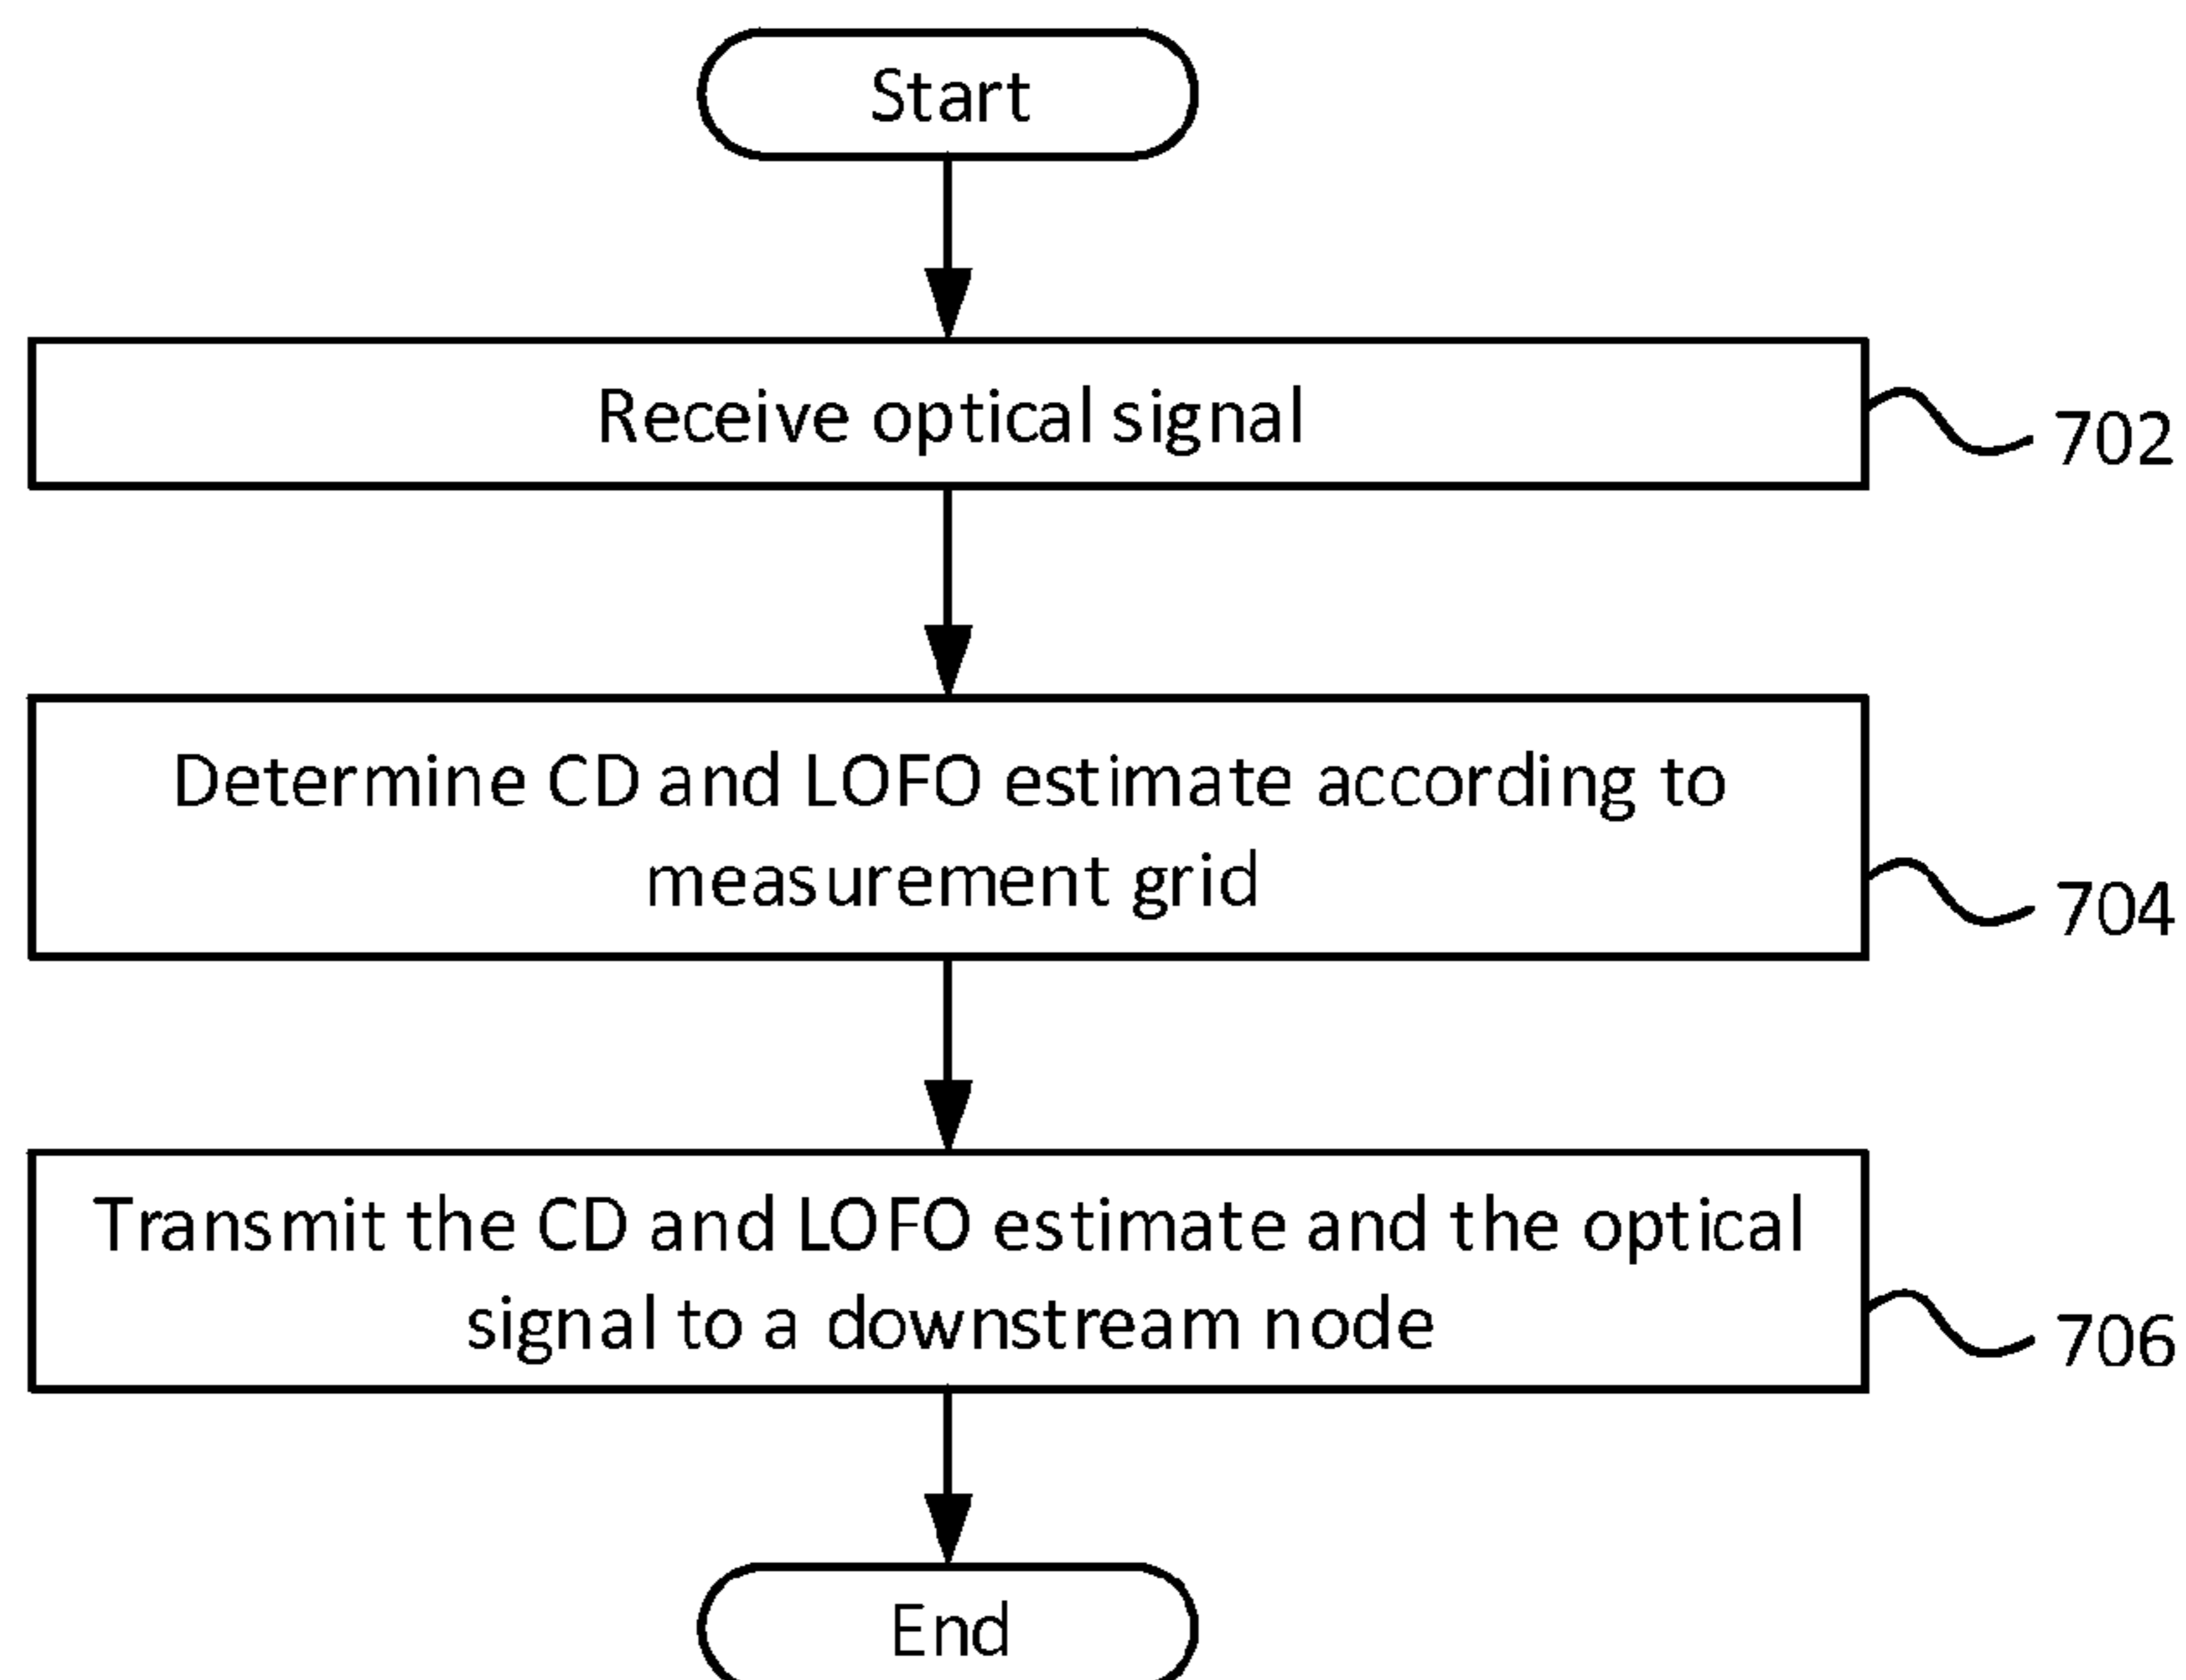 Start
Receive optical signal
702
Determine CD and LOFO estimate according to
measurement grid
704
Transmit the CD and LOFO estimate and the optical
signal to a downstream node
706
End